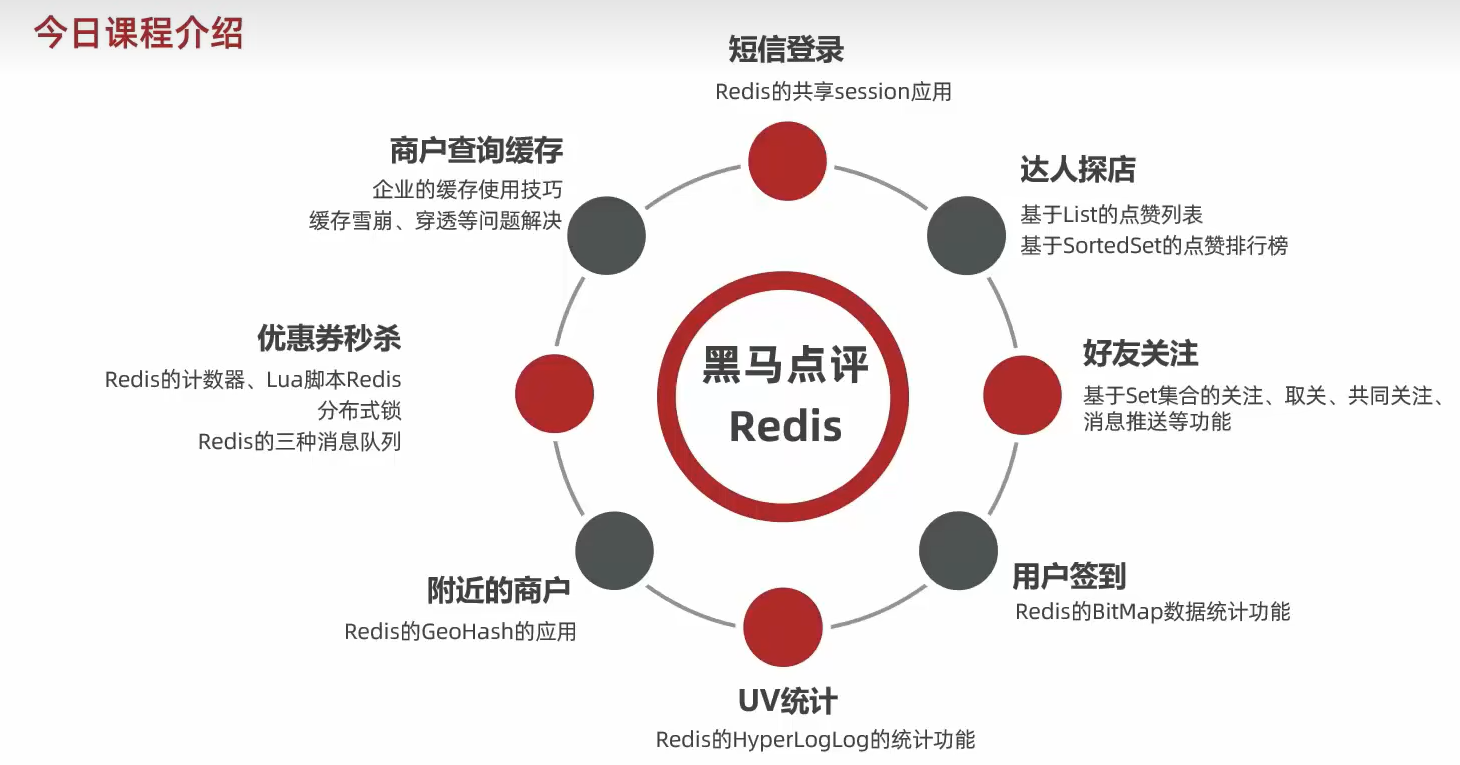 今日课程介绍
短信登录
Redis的共享session应用
商户查询缓存
企业的缓存使用技巧
缓存雪崩、穿透等问题解决
达人探店
基于List的点赞列表
基于SortedSet的点赞排行榜
优惠券秒杀
Redis的计数器、Lua脚本Redis
分布式锁
Redis的三种消息队列
黑马点评
Redis
好友关注
基于Set集合的关注、取关、共同关注、
消息推送等功能
附近的商户
Redis的GeoHash的应用
用户签到
Redis的BitMap数据统计功能
UV统计
Redis的HyperLogLog的统计功能